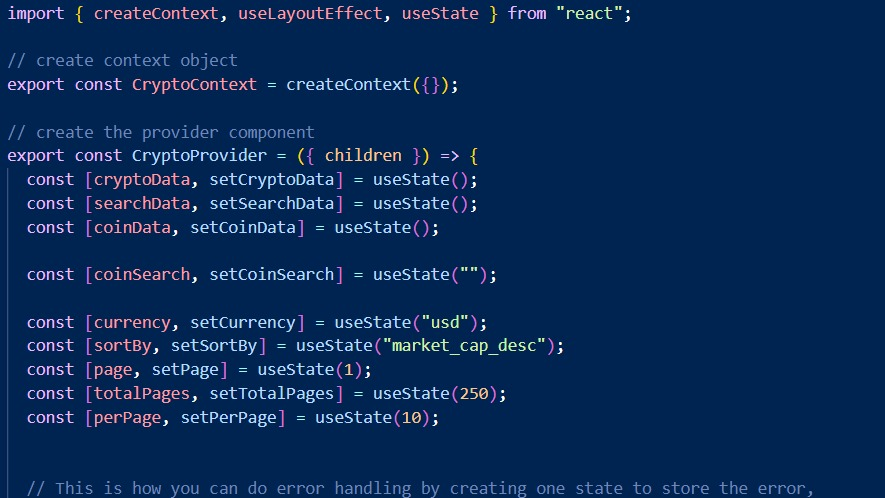 import { createContext, useLayoutEffect, useState } from "react";
// create context object
export const CryptoContext = createContext({});
// create the provider component
export const CryptoProvider = ({ children }) => {
const [cryptoData, setCryptoData] = useState();
const [searchData, setSearchData] = useState();
const [coinData, setCoinData] = useState();
const [coinSearch, setCoinSearch] = useState("");
const [currency, setCurrency] = useState("usd");
const [sortBy, setSortBy] = useState("market_cap_desc");
const [page, setPage] = useState(1);
const [totalPages, setTotalPages] = useState(250);
const [perPage, setPerPage] = useState(10);
// This is how you can do error handling by creating one state to store the error,